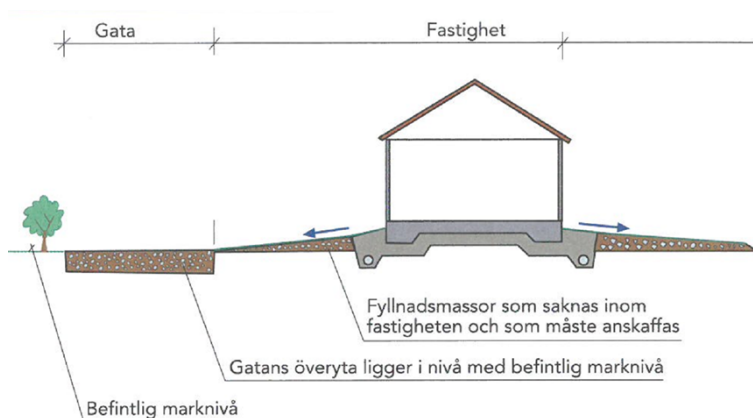 Gata
Fastighet
Fyllnadsmassor som saknas inom
fastigheten och som måste anskaffas
Gatans överyta ligger i nivå med befintlig marknivå
Befintlig marknivå